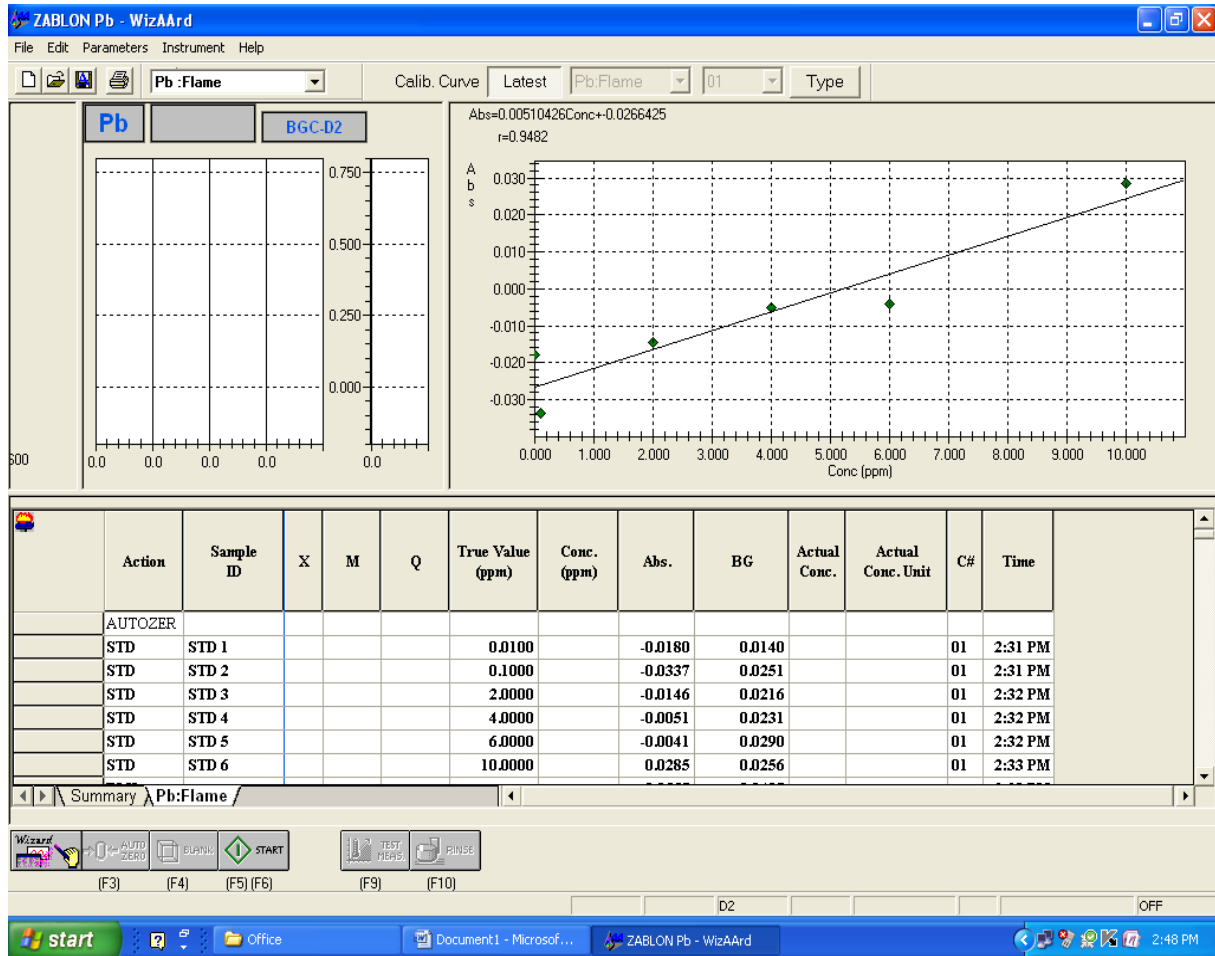 ZABLON Pb - WizAArd
File Edit Parameters Instrument Help
Pb :Flame Calib. Curve Latest Pb:Flame 01 Type
Pb BGC-D2
Abs=0.00510426Conc+-0.0266425
r=0.9482
Abs
0.750
0.500
0.250
0.000
600 0.0 0.0 0.0 0.0 0.0
0.030
0.020
0.010
0.000
-0.010
-0.020
-0.030
0.000 1.000 2.000 3.000 4.000 5.000 6.000 7.000 8.000 9.000 10.000
Conc (ppm)
Action Sample ID X M Q True Value (ppm) Conc. (ppm) Abs. BG Actual Conc. Actual Conc. Unit C# Time
AUTOZER
STD STD 1 0.0100 -0.0180 0.0140 01 2:31 PM
STD STD 2 0.1000 -0.0337 0.0251 01 2:31 PM
STD STD 3 2.0000 -0.0146 0.0216 01 2:32 PM
STD STD 4 4.0000 -0.0051 0.0231 01 2:32 PM
STD STD 5 6.0000 -0.0041 0.0290 01 2:32 PM
STD STD 6 10.0000 0.0285 0.0256 01 2:33 PM
Summary Pb:Flame
Wizard AUTO ZERO BLANK START TEST MEAS. RINSE
(F3) (F4) (F5) (F6) (F9) (F10)
D2 OFF
start Office Document1 - Microsof... ZABLON Pb - WizAArd 2:48 PM